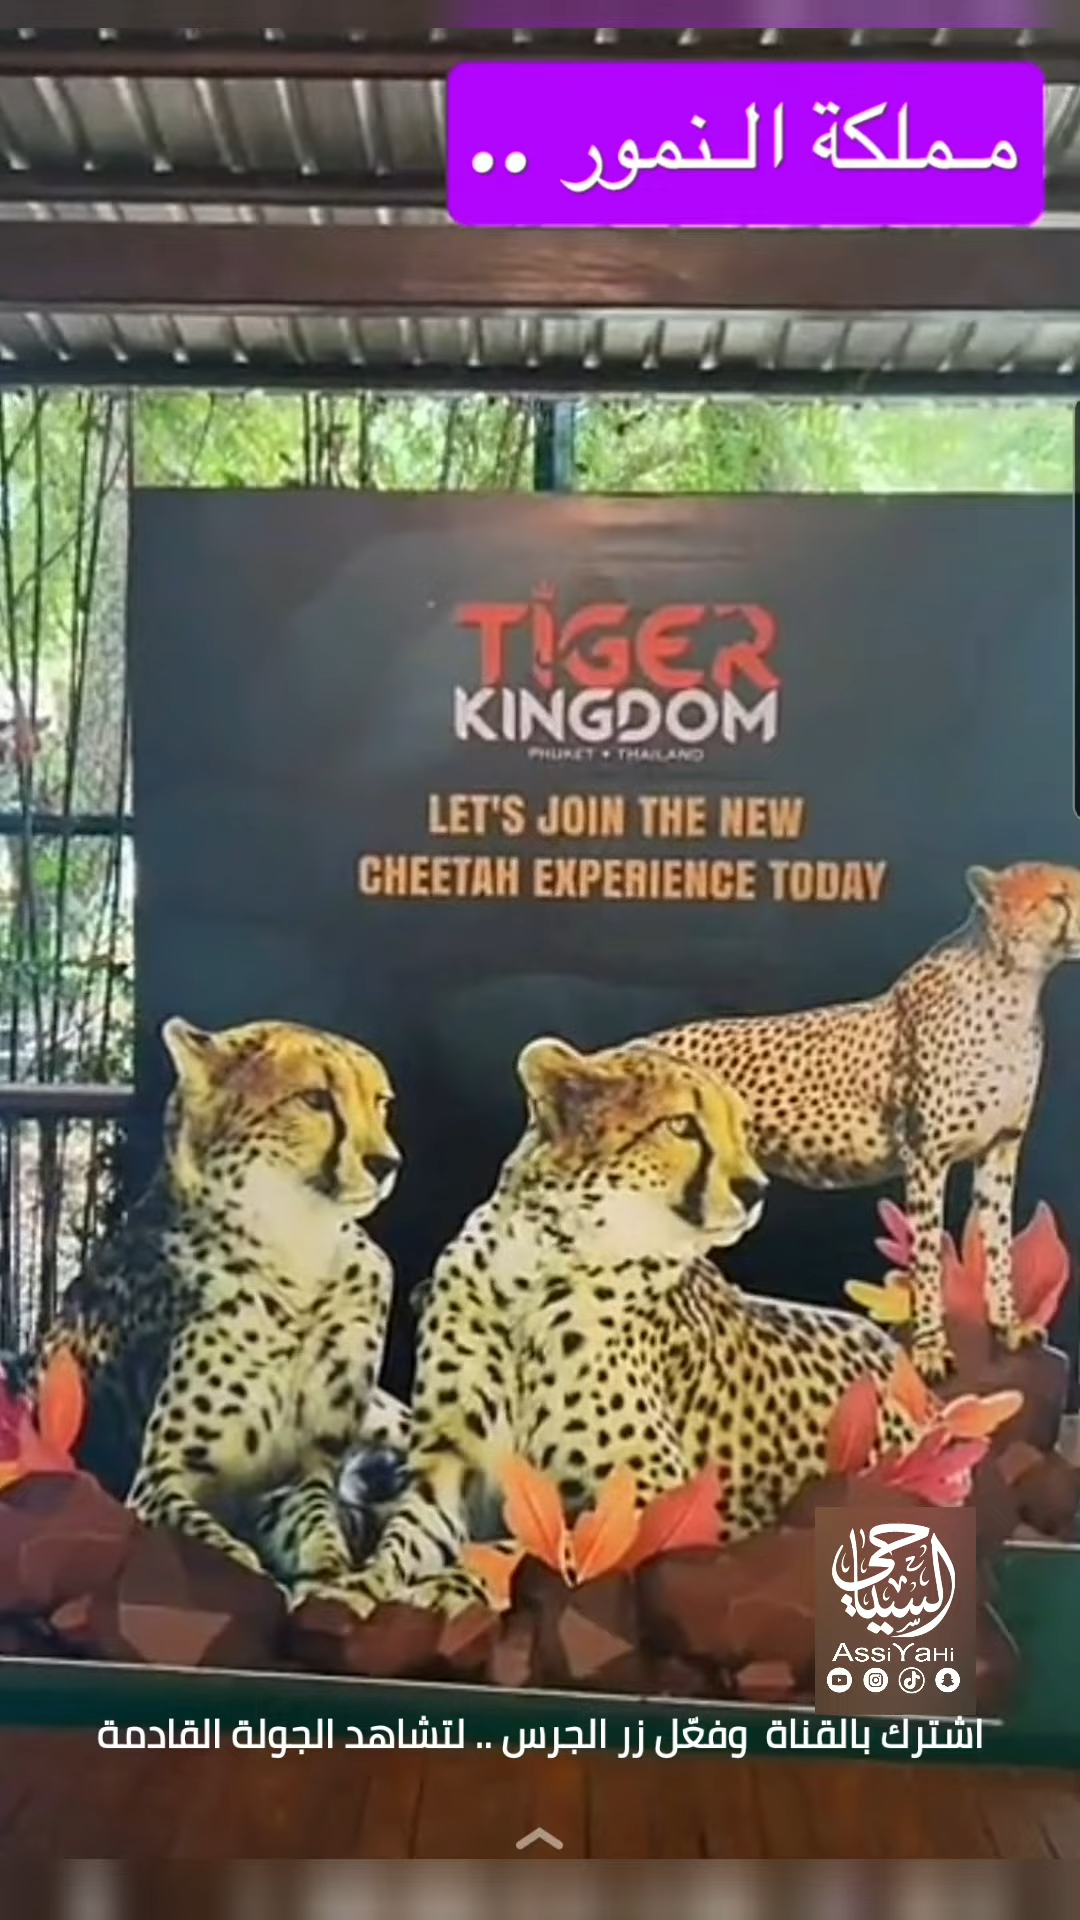 مملكة النمور ..
TIGER
KINGDOM
PHUKET • THAILAND
LET'S JOIN THE NEW
CHEETAH EXPERIENCE TODAY
السياحي
AssiYaHi
اشترك بالقناة وفعّل زر الجرس .. لتشاهد الجولة القادمة